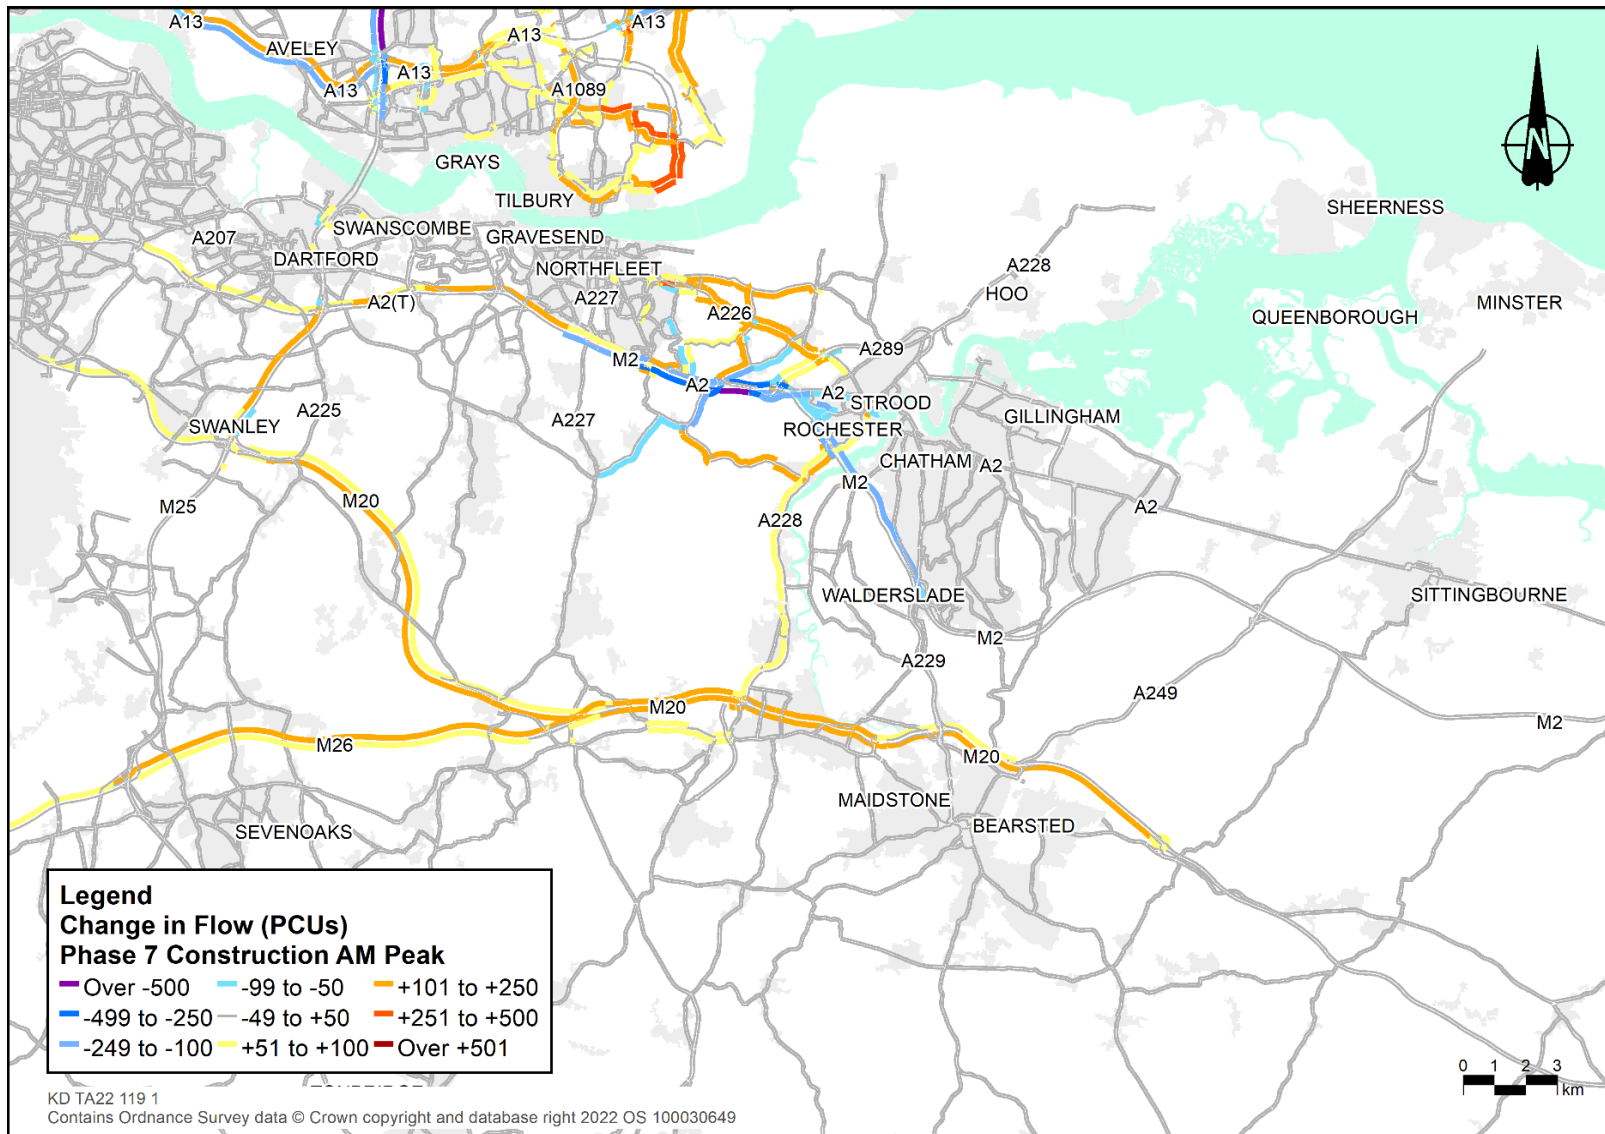 A13
A13
A13
AVELEY
A13
A13
A1089
GRAYS
TILBURY
SHEERNESS
SWANSCOMBE
A207
GRAVESEND
DARTFORD
NORTHFLEET
A228
HOO
A2(T)
A227
A226
MINSTER
QUEENBOROUGH
M2
A289
A2
A2
STROOD
A225
A227
SWANLEY
ROCHESTER
GILLINGHAM
CHATHAM
A2
M2
M25
M20
A2
A228
WALDERSLADE
SITTINGBOURNE
M2
A229
A249
M20
M2
M26
M20
MAIDSTONE
BEARSTED
SEVENOAKS
Legend
Change in Flow (PCUs)
Phase 7 Construction AM Peak
Over -500 -99 to -50 +101 to +250
-499 to -250 -49 to +50 +251 to +500
-249 to -100 +51 to +100 Over +501
N
0 1 2 3
km
KD TA22 119 1
Contains Ordnance Survey data © Crown copyright and database right 2022 OS 100030649